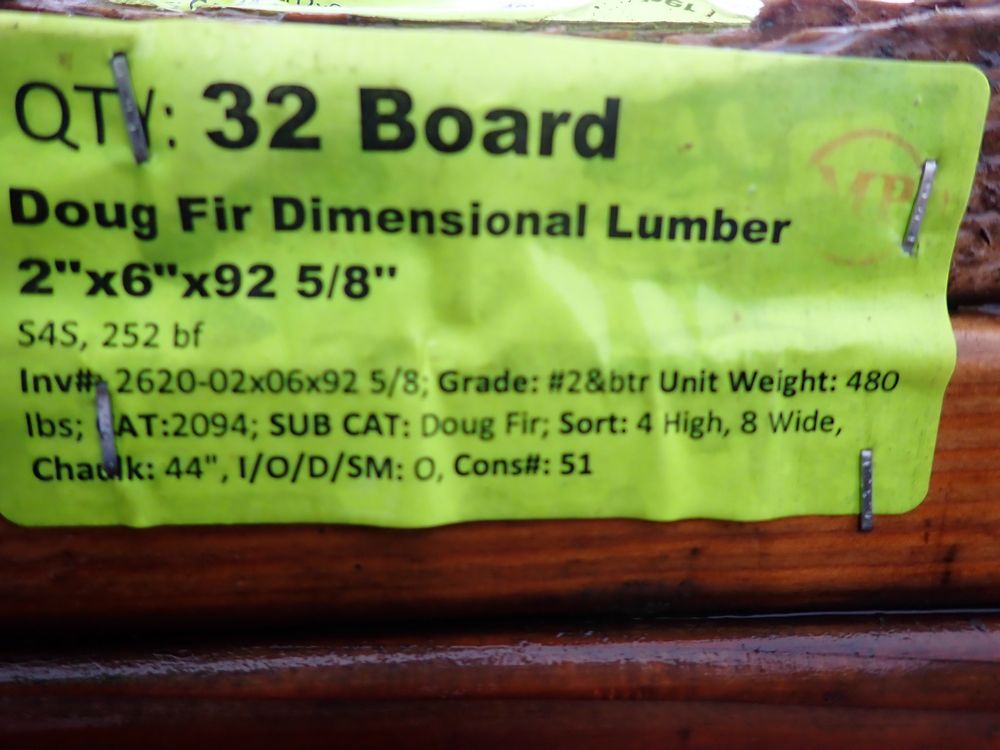 QTY: 32 Board
Doug Fir Dimensional Lumber
2"x6"x92 5/8"
S4S, 252 bf
Inv#: 2620-02x06x92 5/8; Grade: #2&btr Unit Weight: 480
lbs; CAT:2094; SUB CAT: Doug Fir; Sort: 4 High, 8 Wide,
Chaulk: 44", I/O/D/SM: O, Cons#: 51